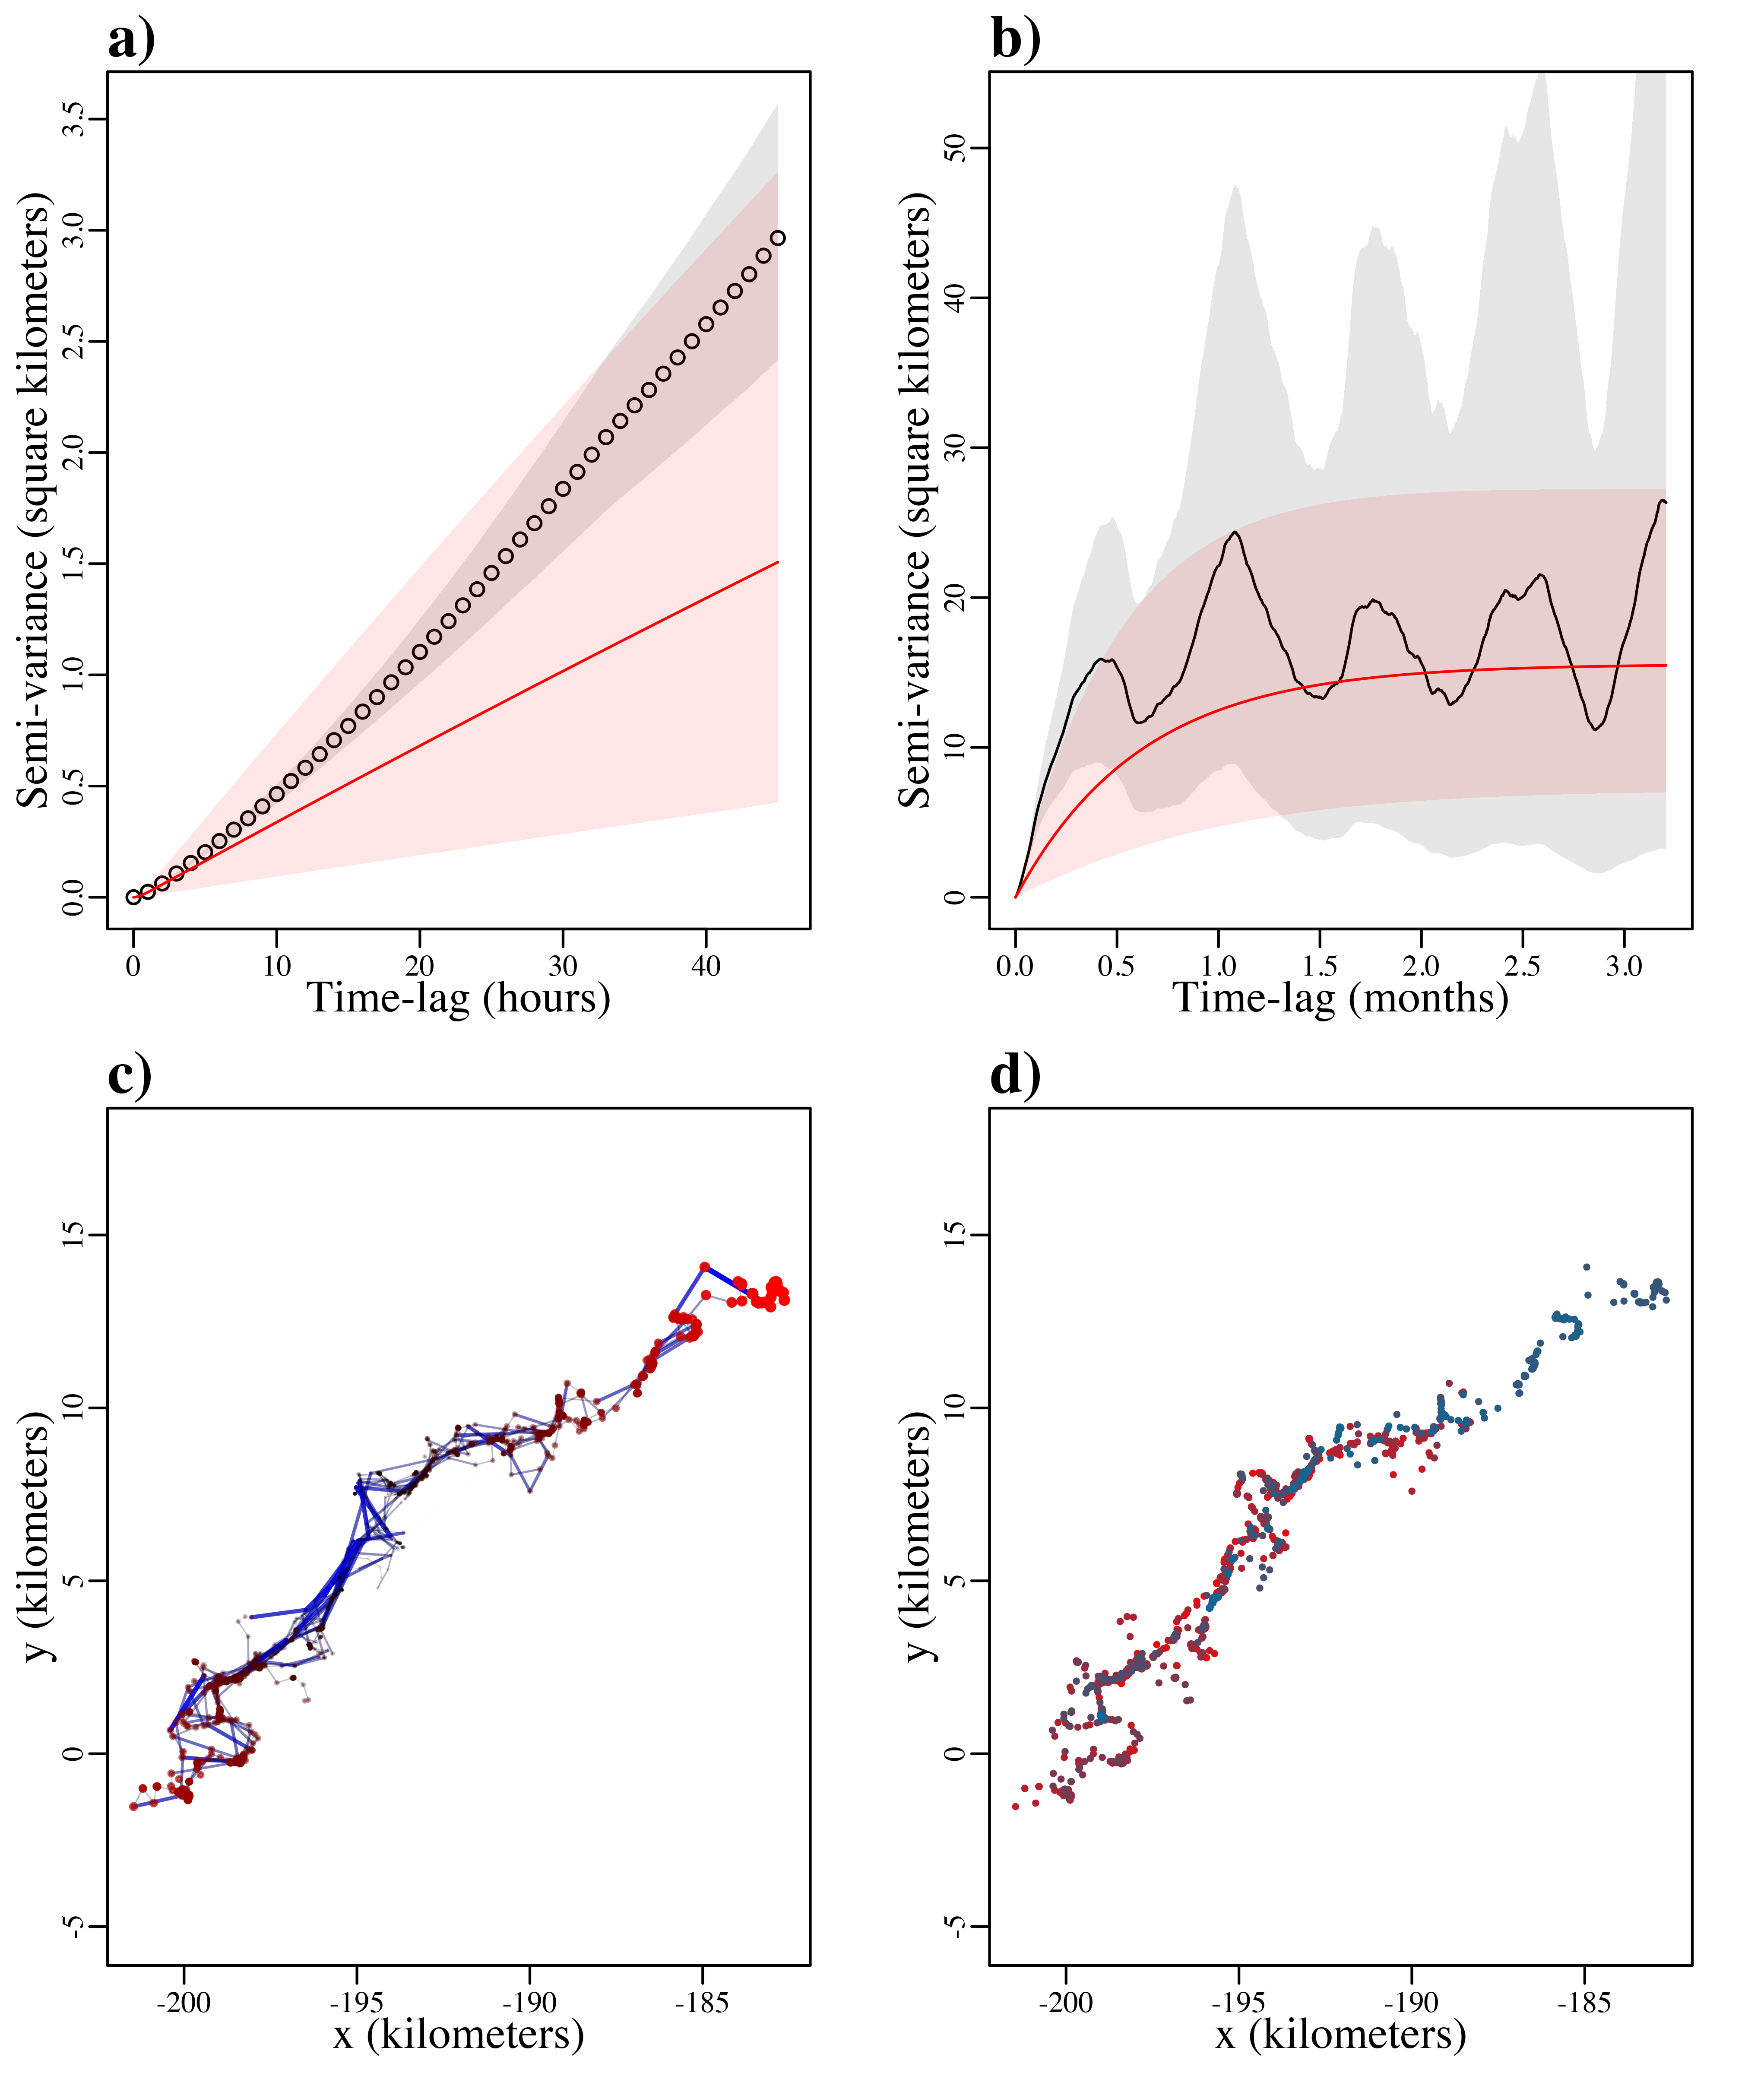 a)
Semi-variance (square kilometers)
3.5
3.0
2.5
2.0
1.5
1.0
0.5
0.0
0 10 20 30 40
Time-lag (hours)
b)
Semi-variance (square kilometers)
50
40
30
20
10
0
0.0 0.5 1.0 1.5 2.0 2.5 3.0
Time-lag (months)
c)
y (kilometers)
15
10
5
0
-5
-200 -195 -190 -185
x (kilometers)
d)
y (kilometers)
15
10
5
0
-5
-200 -195 -190 -185
x (kilometers)